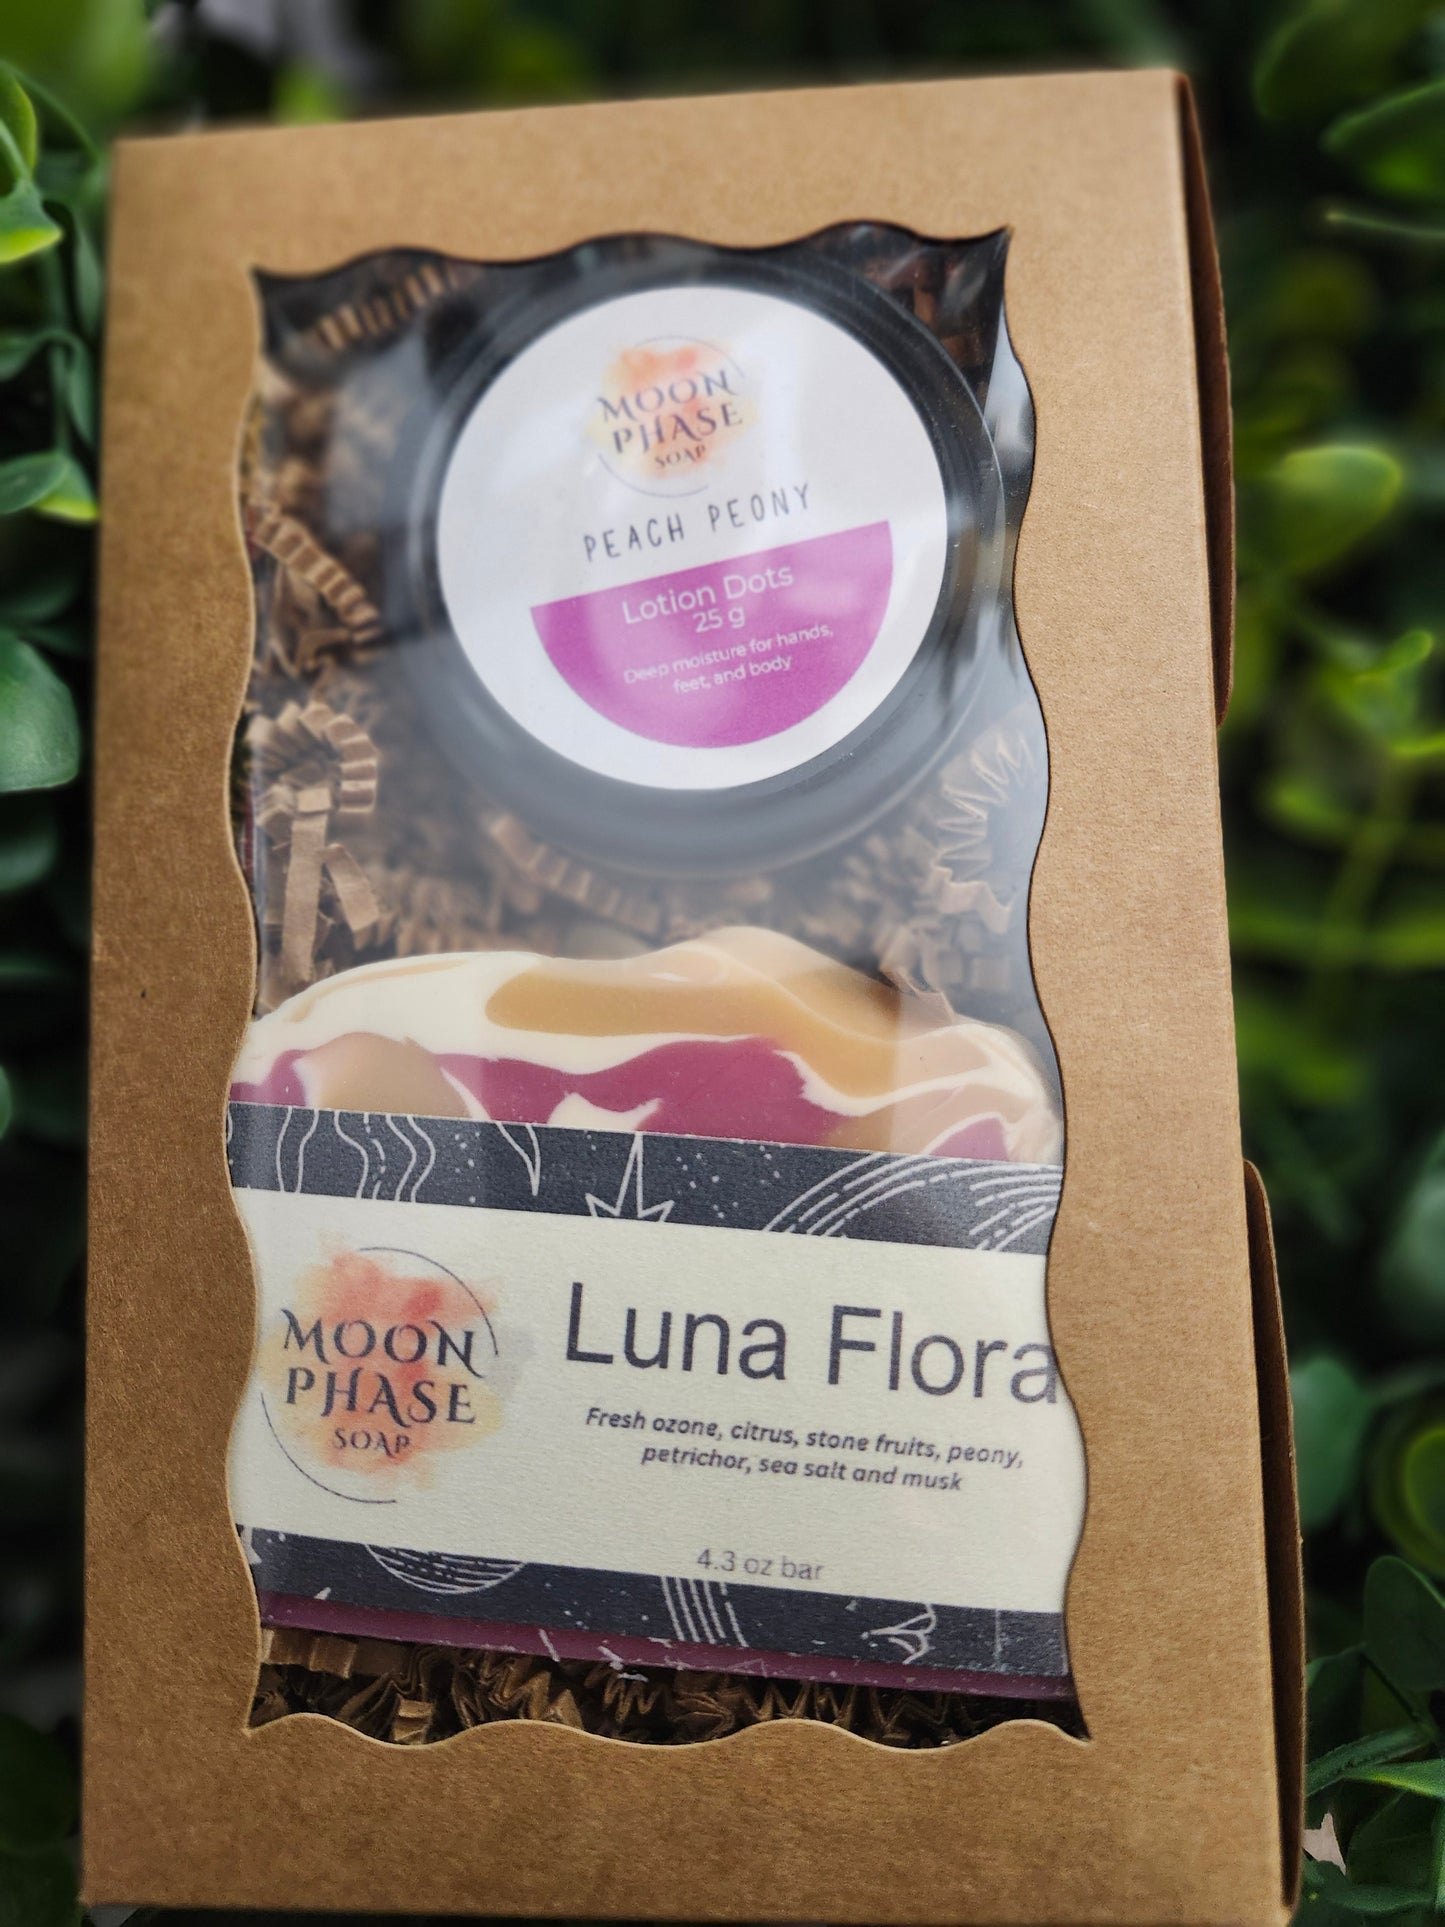 MOON
PHASE
SOAP
PEACH PEONY
Lotion Dots
25 g
Deep moisture for hands,
feet, and body
MOON
PHASE
SOAP
Luna Flora
Fresh ozone, citrus, stone fruits, peony,
petrichor, sea salt and musk
4.3 oz bar